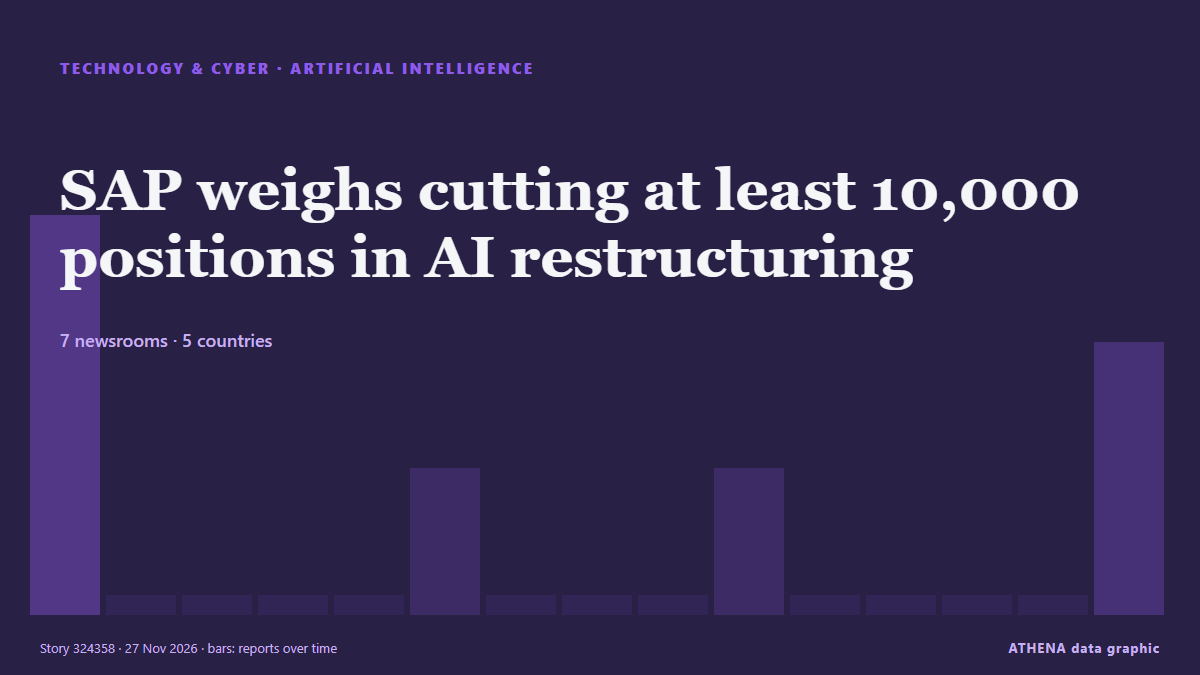 TECHNOLOGY & CYBER · ARTIFICIAL INTELLIGENCE
SAP weighs cutting at least 10,000
positions in AI restructuring
7 newsrooms · 5 countries
Story 324358 · 27 Nov 2026 · bars: reports over time
ATHENA data graphic